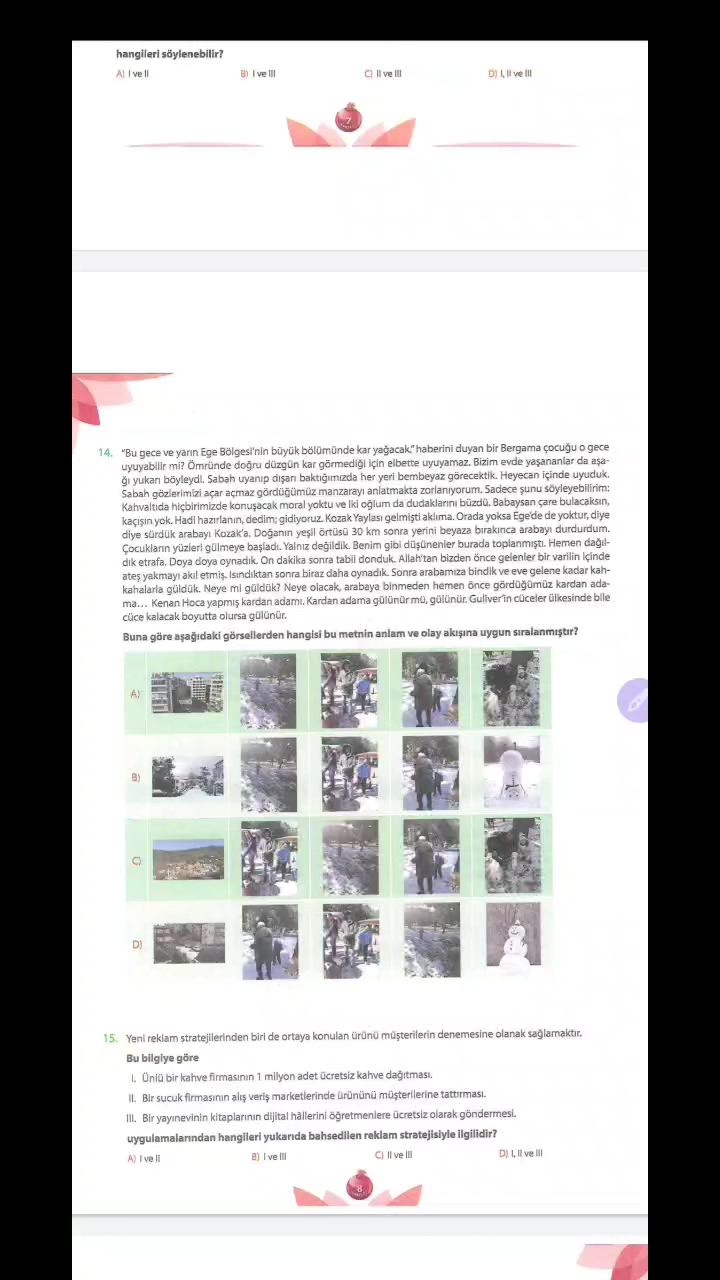 hangileri söylenebilir?
A) I ve II B) I ve III C) II ve III D) I, II ve III
7
14. "Bu gece ve yarın Ege Bölgesi'nin büyük bölümünde kar yağacak." haberini duyan bir Bergama çocuğu o gece
uyuyabilir mi? Ömründe doğru düzgün kar görmediği için elbette uyuyamaz. Bizim evde yaşananlar da aşa-
ğı yukarı böyleydi. Sabah uyanıp dışarı baktığımızda her yeri bembeyaz görecektik. Heyecan içinde uyuduk.
Sabah gözlerimizi açar açmaz gördüğümüz manzarayı anlatmakta zorlanıyorum. Sadece şunu söyleyebilirim:
Kahvaltıda hiçbirimizde konuşacak moral yoktu ve iki oğlum da dudaklarını büzdü. Babaysan çare bulacaksın,
kaçışın yok. Hadi hazırlanın, dedim; gidiyoruz. Kozak Yaylası gelmişti aklıma. Orada yoksa Ege'de de yoktur, diye
diye sürdük arabayı Kozak'a. Doğanın yeşil örtüsü 30 km sonra yerini beyaza bırakınca arabayı durdurdum.
Çocukların yüzleri gülmeye başladı. Yalnız değildik. Benim gibi düşünenler burada toplanmıştı. Hemen dağıl-
dık etrafa. Doya doya oynadık. On dakika sonra tabii donduk. Allah'tan bizden önce gelenler bir varilin içinde
ateş yakmayı akıl etmiş. Isındıktan sonra biraz daha oynadık. Sonra arabamıza bindik ve eve gelene kadar kah-
kahalarla güldük. Neye mi güldük? Neye olacak, arabaya binmeden hemen önce gördüğümüz kardan ada-
ma... Kenan Hoca yapmış kardan adamı. Kardan adama gülünür mü, gülünür. Guliver'in cüceler ülkesinde bile
cüce kalacak boyutta olursa gülünür.
Buna göre aşağıdaki görsellerden hangisi bu metnin anlam ve olay akışına uygun sıralanmıştır?
A)
B)
C)
D)
15. Yeni reklam stratejilerinden biri de ortaya konulan ürünü müşterilerin denemesine olanak sağlamaktır.
Bu bilgiye göre
I. Ünlü bir kahve firmasının 1 milyon adet ücretsiz kahve dağıtması.
II. Bir sucuk firmasının alış veriş marketlerinde ürününü müşterilerine tattırması.
III. Bir yayınevinin kitaplarının dijital hâllerini öğretmenlere ücretsiz olarak göndermesi.
uygulamalarından hangileri yukarıda bahsedilen reklam stratejisiyle ilgilidir?
A) I ve II B) I ve III C) II ve III D) I, II ve III
8